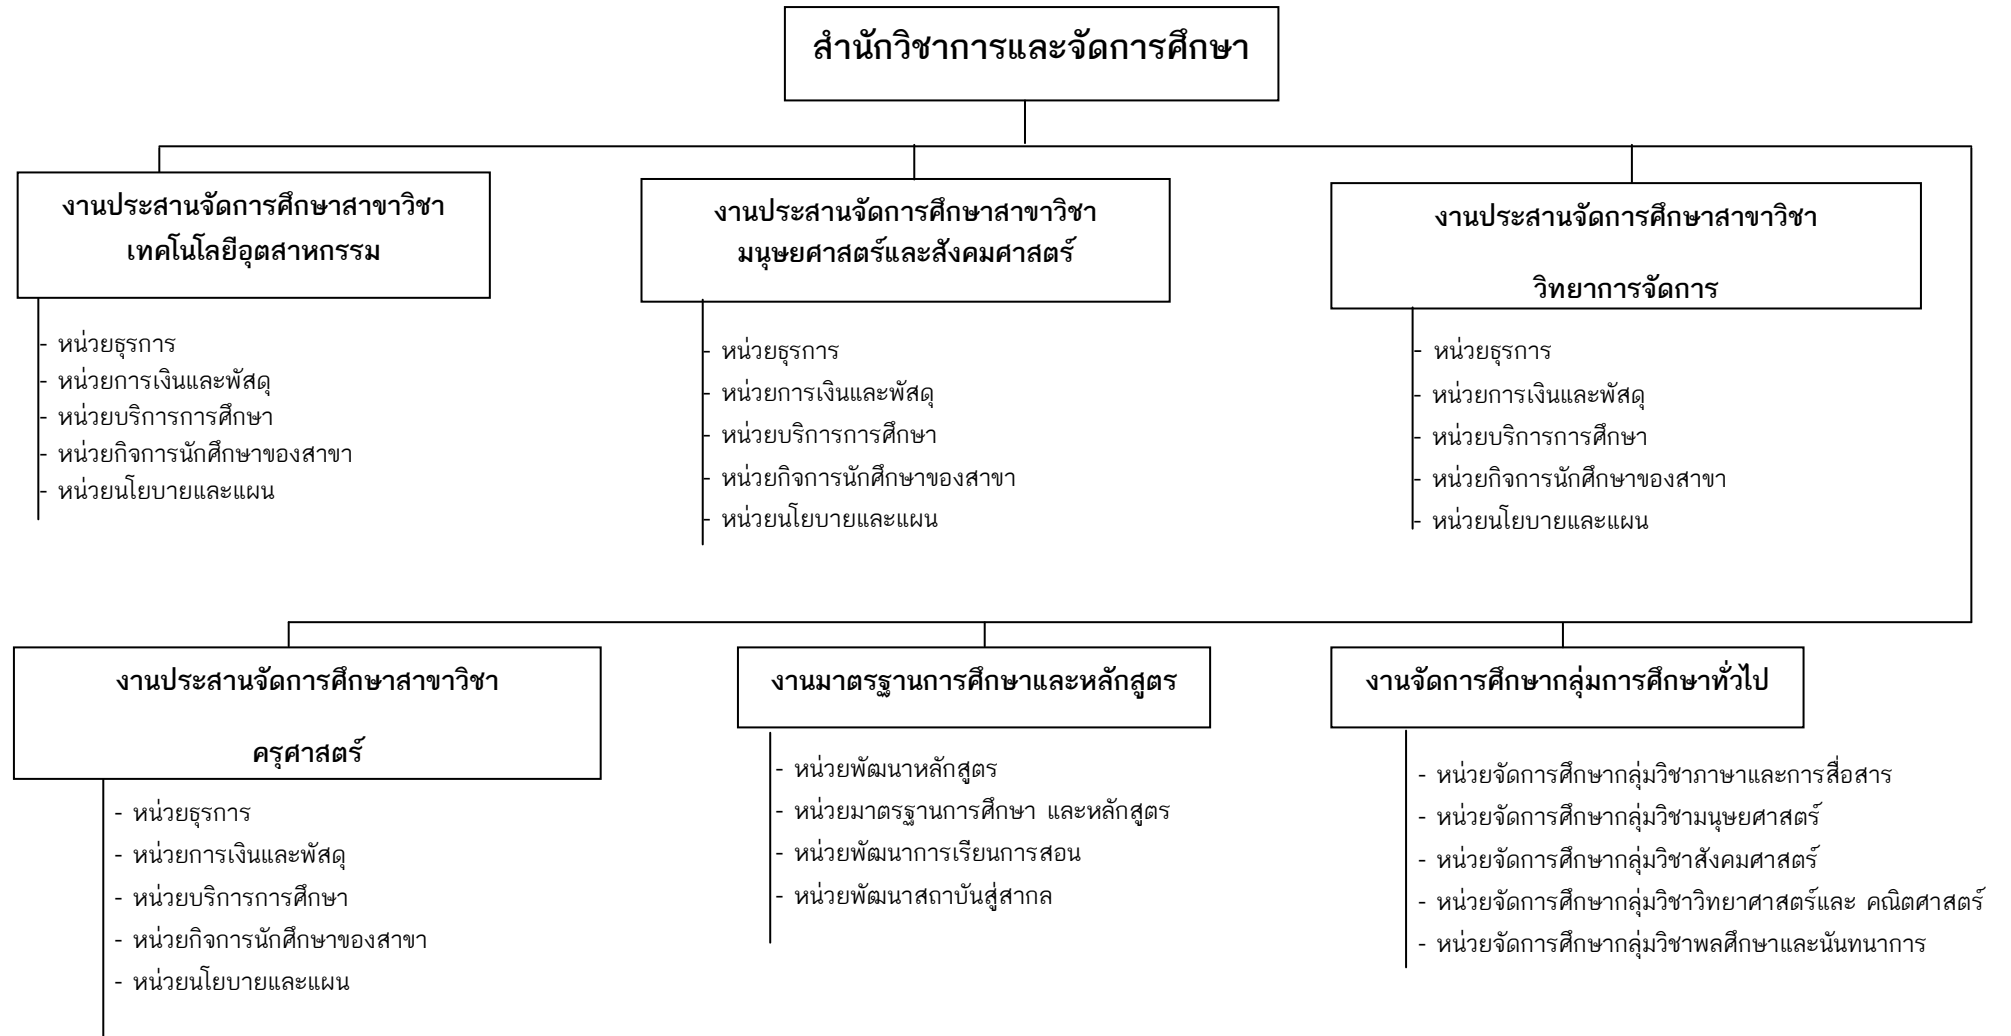 สำนักวิชาการและจัดการศึกษา
งานประสานจัดการศึกษาสาขาวิชา
เทคโนโลยีอุตสาหกรรม
- หน่วยธุรการ
- หน่วยการเงินและพัสดุ
- หน่วยบริการการศึกษา
- หน่วยกิจการนักศึกษาของสาขา
- หน่วยนโยบายและแผน
งานประสานจัดการศึกษาสาขาวิชา
มนุษยศาสตร์และสังคมศาสตร์
- หน่วยธุรการ
- หน่วยการเงินและพัสดุ
- หน่วยบริการการศึกษา
- หน่วยกิจการนักศึกษาของสาขา
- หน่วยนโยบายและแผน
งานประสานจัดการศึกษาสาขาวิชา
วิทยาการจัดการ
- หน่วยธุรการ
- หน่วยการเงินและพัสดุ
- หน่วยบริการการศึกษา
- หน่วยกิจการนักศึกษาของสาขา
- หน่วยนโยบายและแผน
งานประสานจัดการศึกษาสาขาวิชา
ครุศาสตร์
- หน่วยธุรการ
- หน่วยการเงินและพัสดุ
- หน่วยบริการการศึกษา
- หน่วยกิจการนักศึกษาของสาขา
- หน่วยนโยบายและแผน
งานมาตรฐานการศึกษาและหลักสูตร
- หน่วยพัฒนาหลักสูตร
- หน่วยมาตรฐานการศึกษา และหลักสูตร
- หน่วยพัฒนาการเรียนการสอน
- หน่วยพัฒนาสถาบันสู่สากล
งานจัดการศึกษากลุ่มการศึกษาทั่วไป
- หน่วยจัดการศึกษากลุ่มวิชาภาษาและการสื่อสาร
- หน่วยจัดการศึกษากลุ่มวิชามนุษยศาสตร์
- หน่วยจัดการศึกษากลุ่มวิชาสังคมศาสตร์
- หน่วยจัดการศึกษากลุ่มวิชาวิทยาศาสตร์และ คณิตศาสตร์
- หน่วยจัดการศึกษากลุ่มวิชาพลศึกษาและนันทนาการ